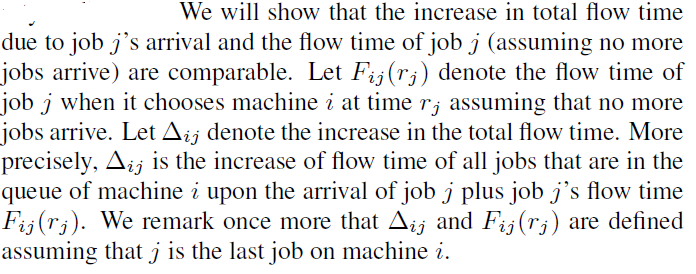 We will show that the increase in total flow time
due to job j's arrival and the flow time of job j (assuming no more
jobs arrive) are comparable. Let F_{ij}(r_j) denote the flow time of
job j when it chooses machine i at time r_j assuming that no more
jobs arrive. Let Δ_{ij} denote the increase in the total flow time. More
precisely, Δ_{ij} is the increase of flow time of all jobs that are in the
queue of machine i upon the arrival of job j plus job j's flow time
F_{ij}(r_j). We remark once more that Δ_{ij} and F_{ij}(r_j) are defined
assuming that j is the last job on machine i.